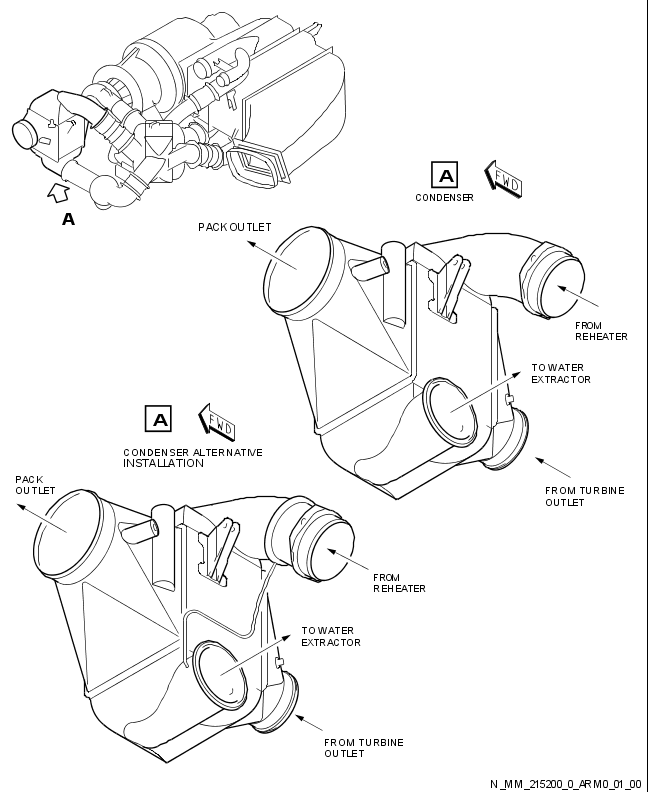 A
A
FWD
CONDENSER
PACK OUTLET
FROM
REHEATER
TO WATER
EXTRACTOR
FROM TURBINE
OUTLET
A
FWD
CONDENSER ALTERNATIVE
INSTALLATION
PACK
OUTLET
FROM
REHEATER
TO WATER
EXTRACTOR
FROM TURBINE
OUTLET
N_MM_215200_0_ARM0_01_00